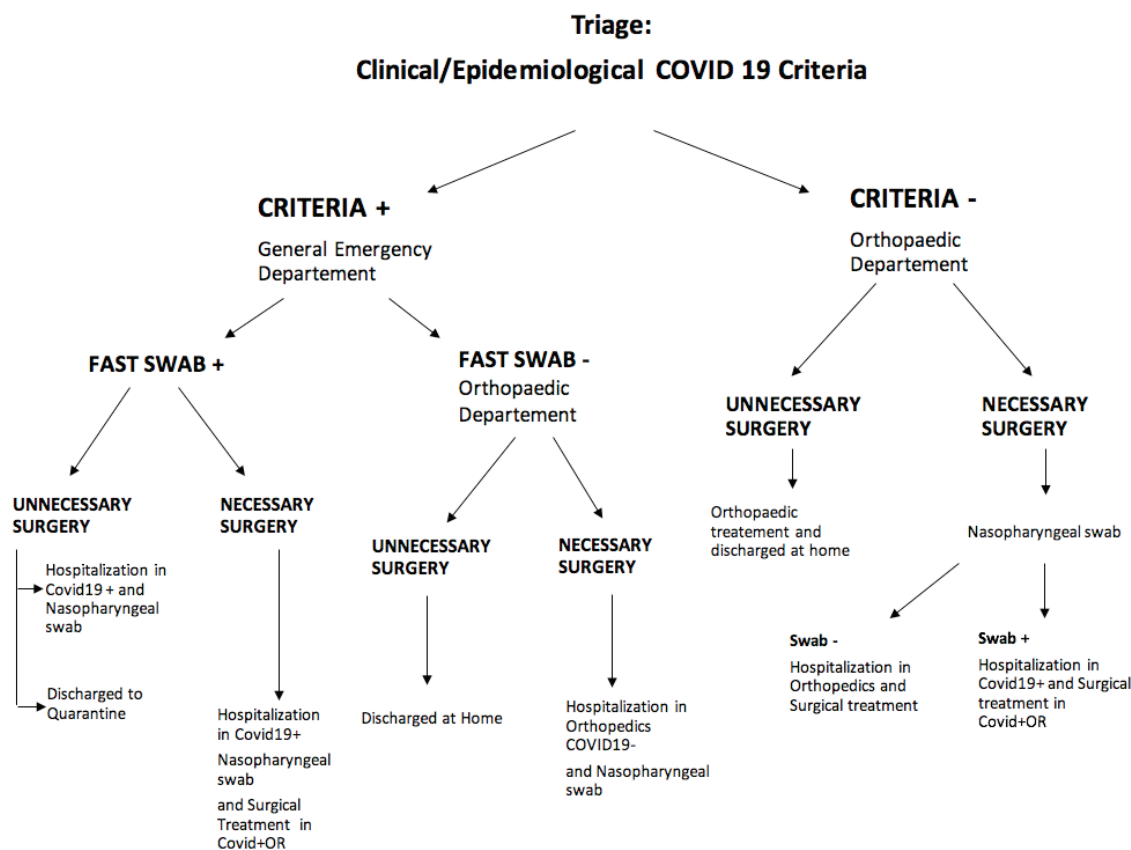 Triage:
Clinical/Epidemiological COVID 19 Criteria
CRITERIA +
General Emergency
Departement
CRITERIA -
Orthopaedic
Departement
FAST SWAB +
FAST SWAB -
Orthopaedic
Departement
UNNECESSARY
SURGERY
NECESSARY
SURGERY
UNNECESSARY
SURGERY
Hospitalization in
Covid19 + and
Nasopharyngeal
swab
Discharged to
Quarantine
NECESSARY
SURGERY
Hospitalization
in Covid19+
Nasopharyngeal
swab
and Surgical
Treatment in
Covid+OR
UNNECESSARY
SURGERY
Discharged at Home
NECESSARY
SURGERY
Hospitalization in
Orthopedics
COVID19-
and Nasopharyngeal
swab
Orthopaedic
treatement and
discharged at home
Nasopharyngeal swab
Swab -
Hospitalization in
Orthopedics and
Surgical treatment
Swab +
Hospitalization in
Covid19+ and Surgical
treatment in
Covid+OR